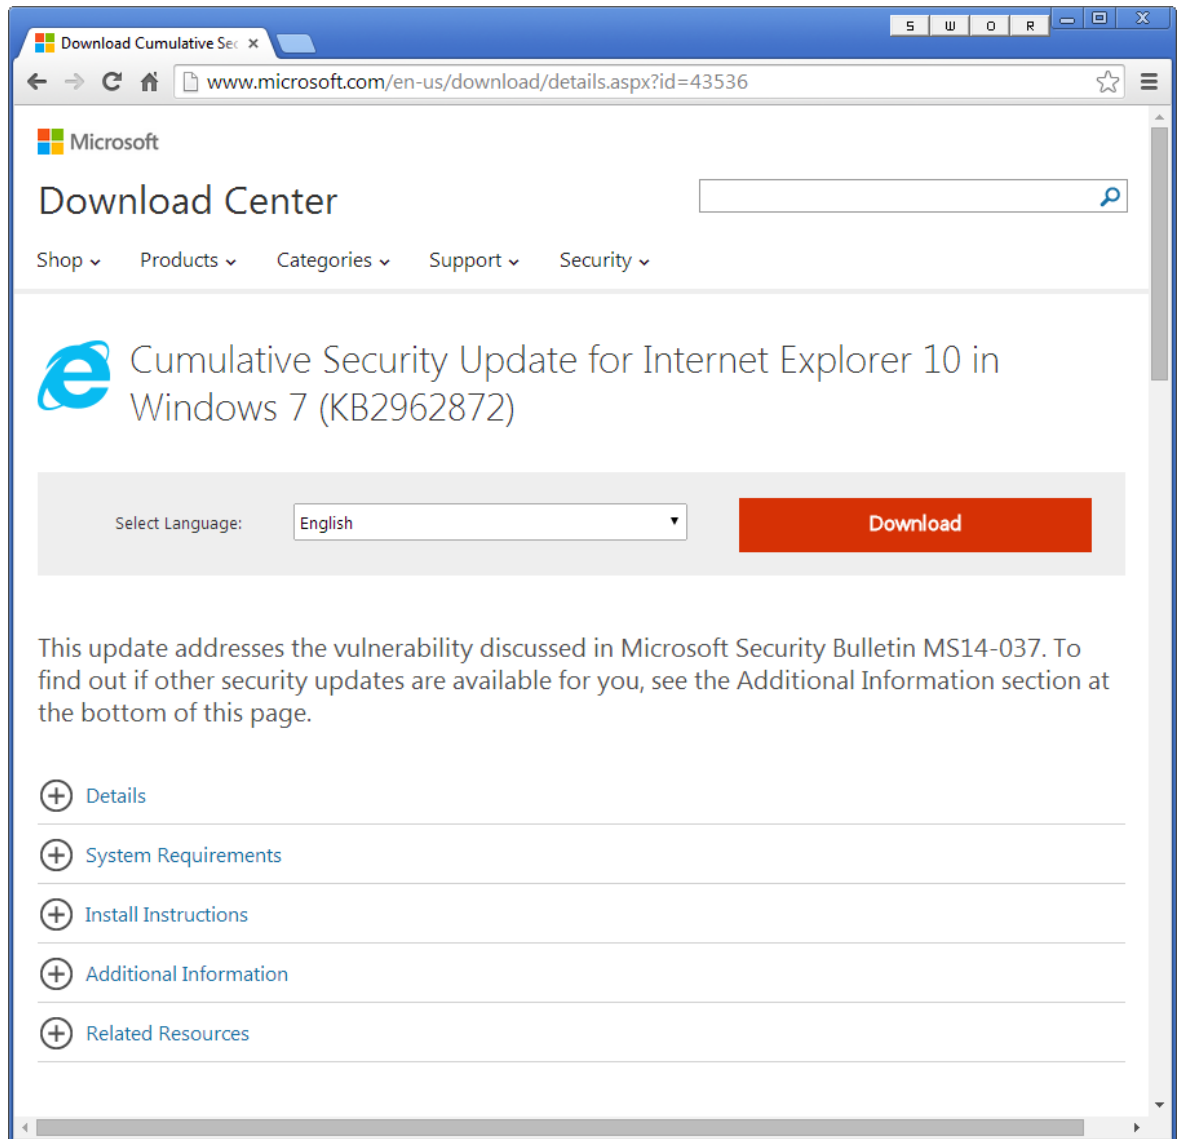 S W O R
Download Cumulative Sec
www.microsoft.com/en-us/download/details.aspx?id=43536
Microsoft
Download Center
Shop Products Categories Support Security
Cumulative Security Update for Internet Explorer 10 in
Windows 7 (KB2962872)
Select Language: English Download
This update addresses the vulnerability discussed in Microsoft Security Bulletin MS14-037. To
find out if other security updates are available for you, see the Additional Information section at
the bottom of this page.
Details
System Requirements
Install Instructions
Additional Information
Related Resources